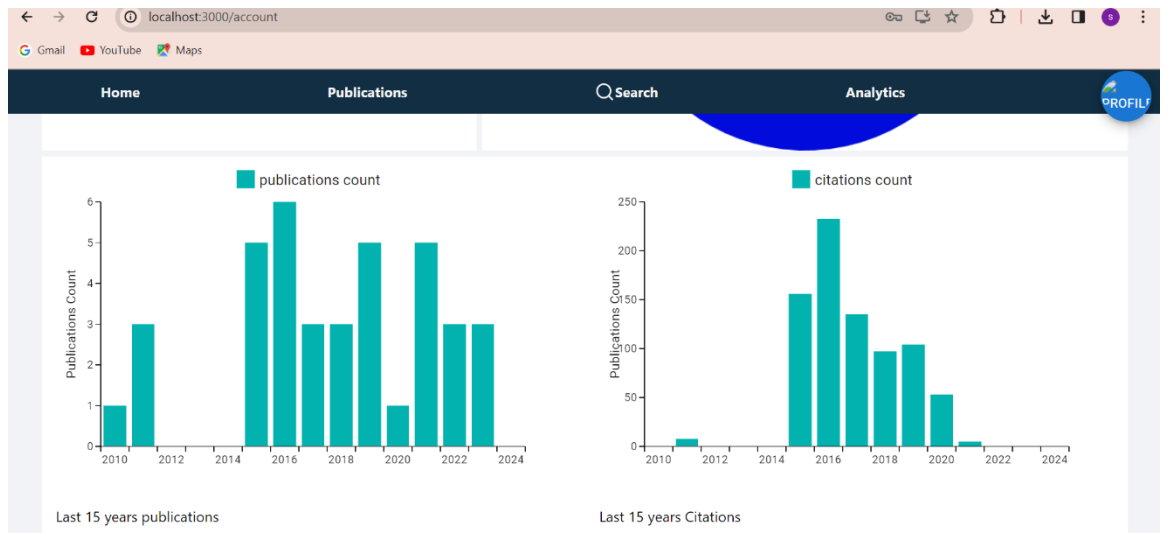 localhost:3000/account
s
Gmail YouTube Maps
Home Publications Search Analytics
PROFILE
publications count
6
5
4
3
2
1
0
Publications Count
2010 2012 2014 2016 2018 2020 2022 2024
Last 15 years publications
citations count
250
200
150
100
50
0
Publications Count
2010 2012 2014 2016 2018 2020 2022 2024
Last 15 years Citations